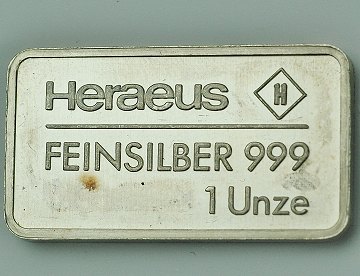 Heraeus H
FEINSILBER 999
1 Unze